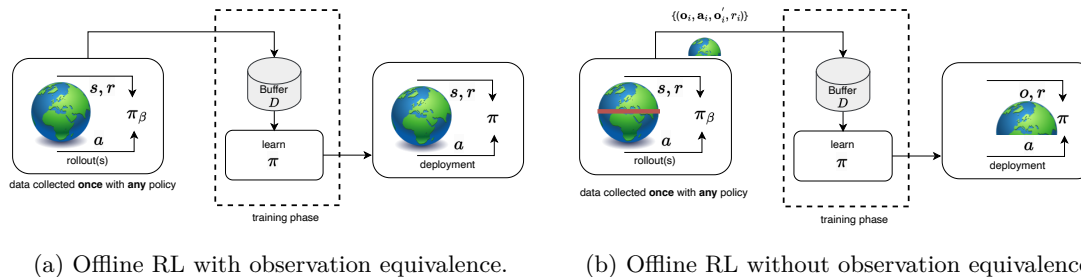 s, r
π_β
a
rollout(s)
data collected once with any policy
Buffer
D
learn
π
training phase
s, r
π
a
deployment
(a) Offline RL with observation equivalence.
{(o_i, a_i, o_i', r_i)}
s, r
π_β
a
rollout(s)
data collected once with any policy
Buffer
D
learn
π
training phase
o, r
π
a
deployment
(b) Offline RL without observation equivalence